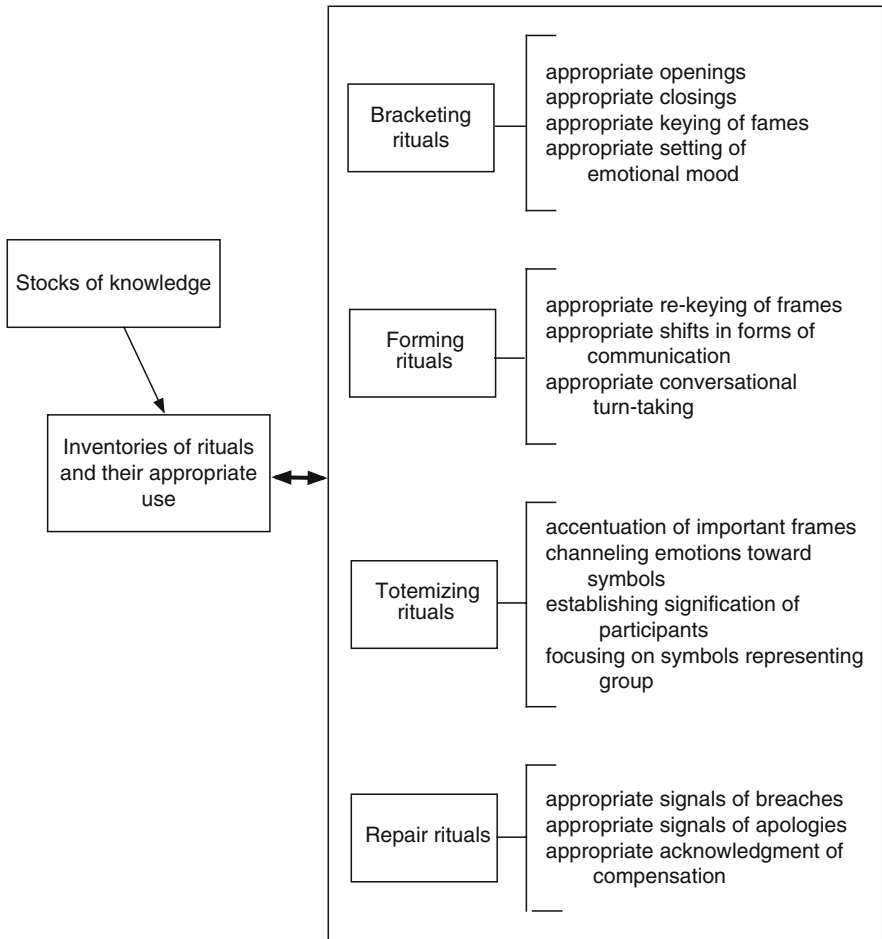 Stocks of knowledge
Inventories of rituals
and their appropriate
use
Bracketing
rituals
appropriate openings
appropriate closings
appropriate keying of fames
appropriate setting of
emotional mood
Forming
rituals
appropriate re-keying of frames
appropriate shifts in forms of
communication
appropriate conversational
turn-taking
Totemizing
rituals
accentuation of important frames
channeling emotions toward
symbols
establishing signification of
participants
focusing on symbols representing
group
Repair rituals
appropriate signals of breaches
appropriate signals of apologies
appropriate acknowledgment of
compensation